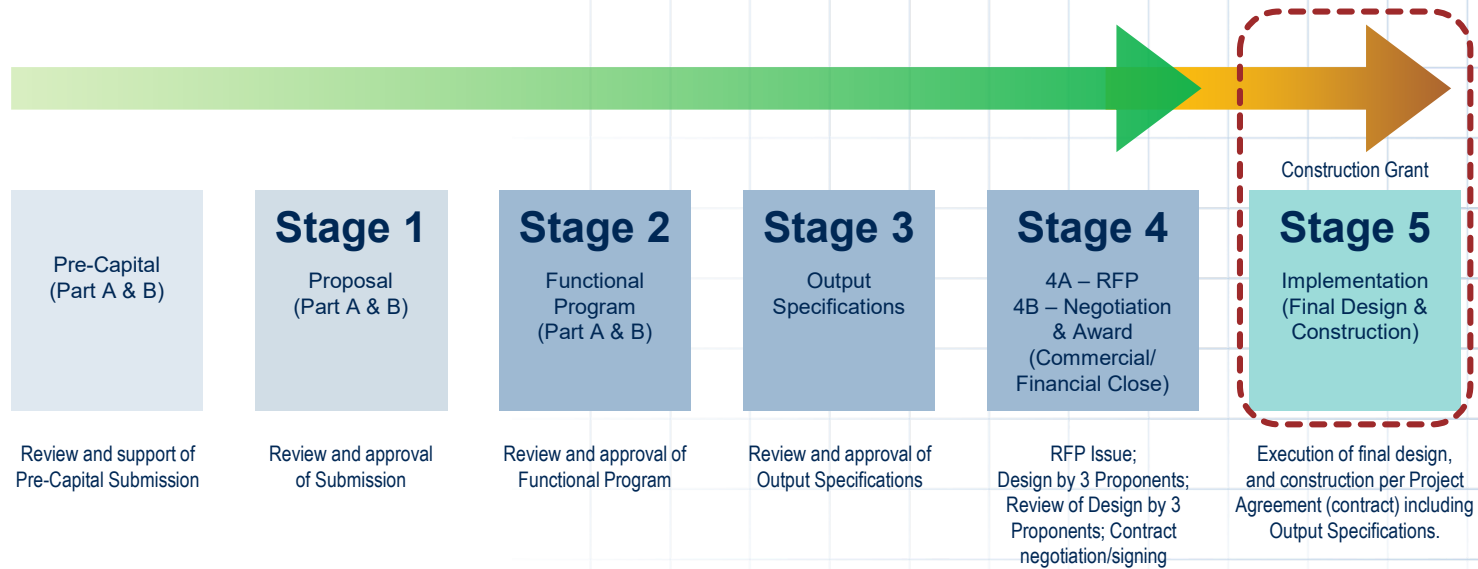 Construction Grant
Pre-Capital
(Part A & B)
Stage 1
Proposal
(Part A & B)
Stage 2
Functional
Program
(Part A & B)
Stage 3
Output
Specifications
Stage 4
4A – RFP
4B – Negotiation
& Award
(Commercial/
Financial Close)
Stage 5
Implementation
(Final Design &
Construction)
Review and support of
Pre-Capital Submission
Review and approval
of Submission
Review and approval of
Functional Program
Review and approval of
Output Specifications
RFP Issue;
Design by 3 Proponents;
Review of Design by 3
Proponents; Contract
negotiation/signing
Execution of final design,
and construction per Project
Agreement (contract) including
Output Specifications.